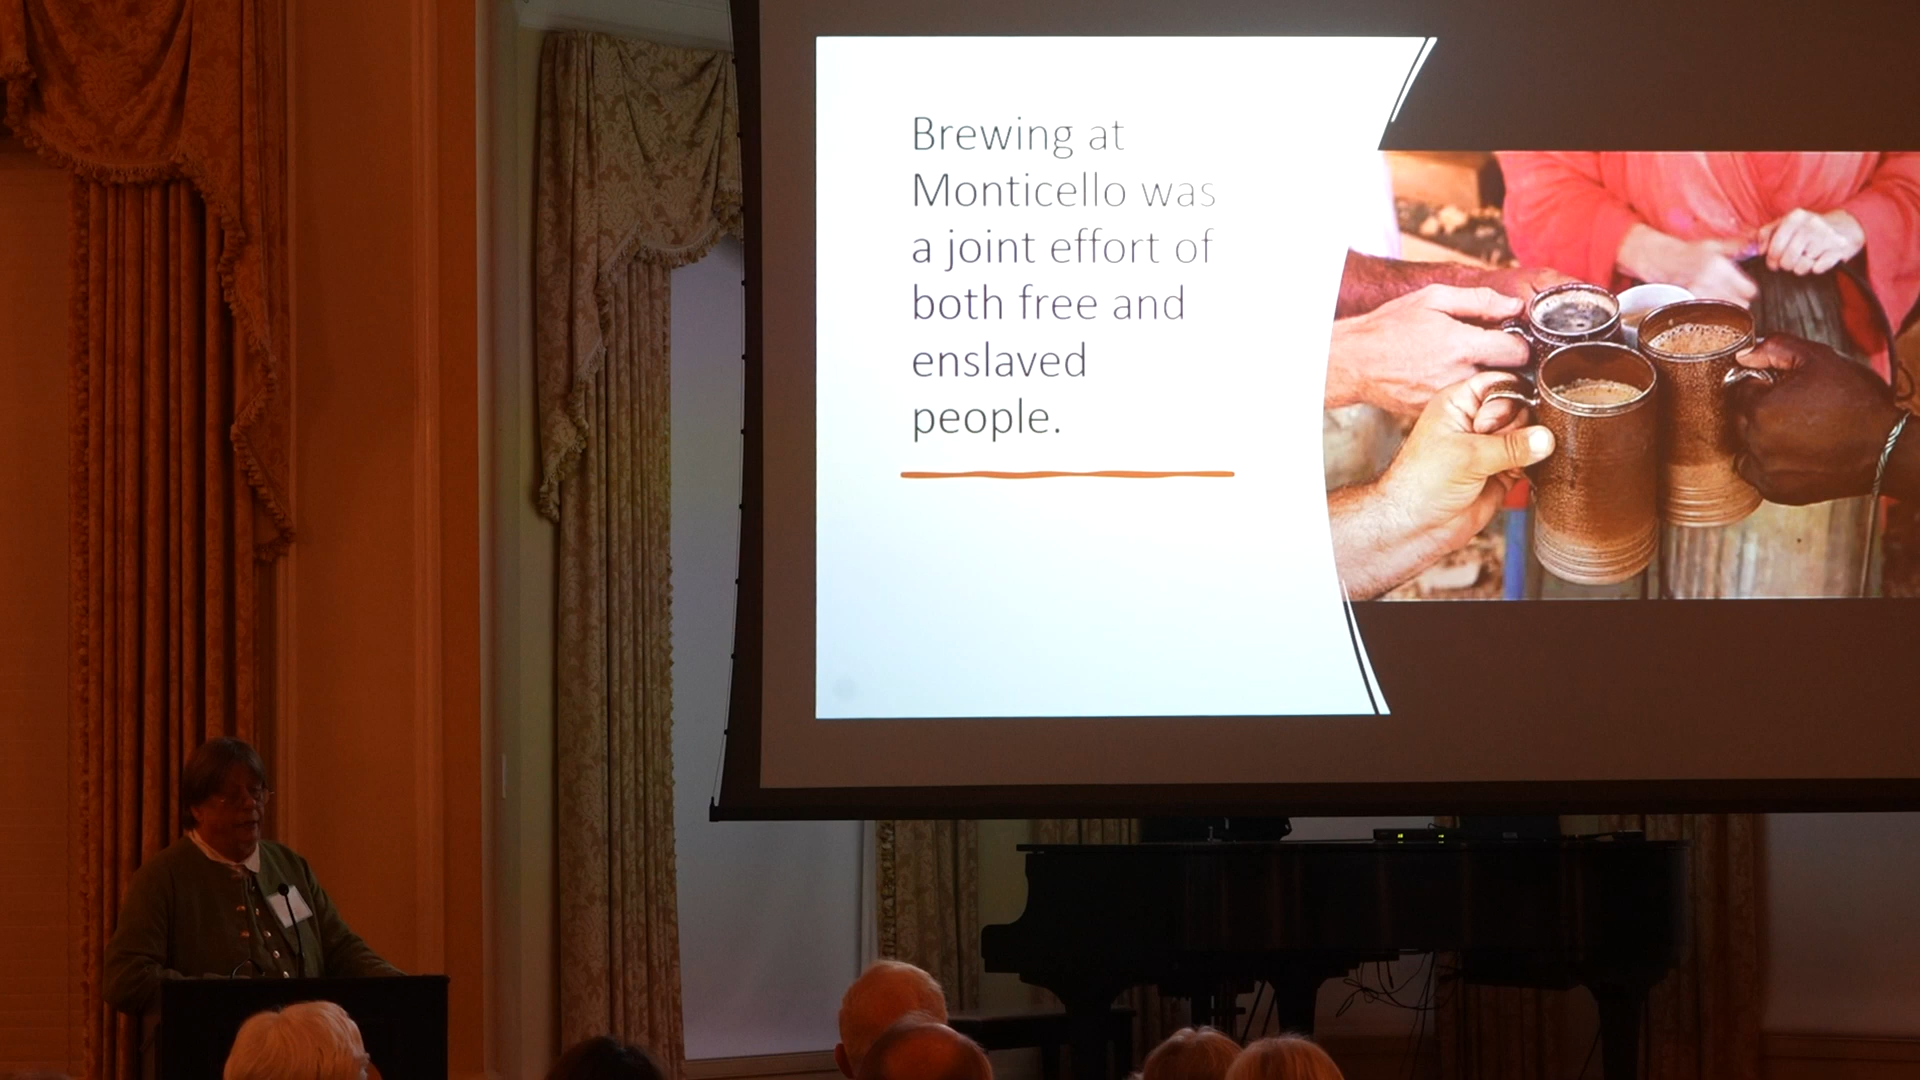 Brewing at
Monticello was
a joint effort of
both free and
enslaved
people.